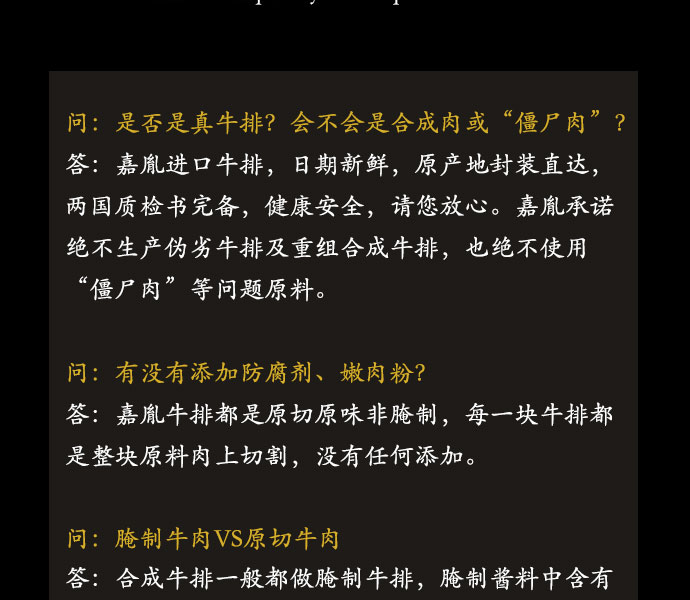 问：是否是真牛排？会不会是合成肉或“僵尸肉”？
答：嘉胤进口牛排，日期新鲜，原产地封装直达，
两国质检书完备，健康安全，请您放心。嘉胤承诺
绝不生产伪劣牛排及重组合成牛排，也绝不使用
“僵尸肉”等问题原料。
问：有没有添加防腐剂、嫩肉粉？
答：嘉胤牛排都是原切原味非腌制，每一块牛排都
是整块原料肉上切割，没有任何添加。
问：腌制牛肉VS原切牛肉
答：合成牛排一般都做腌制牛排，腌制酱料中含有